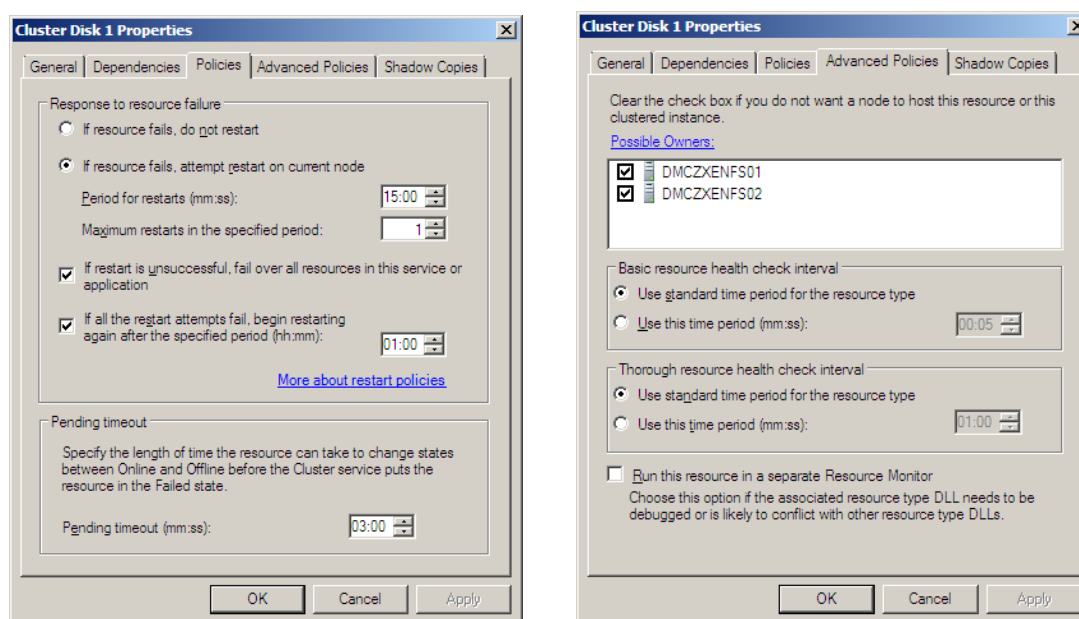 Cluster Disk 1 Properties
General Dependencies Policies Advanced Policies Shadow Copies
Response to resource failure
If resource fails, do not restart
If resource fails, attempt restart on current node
Period for restarts (mm:ss): 15:00
Maximum restarts in the specified period: 1
If restart is unsuccessful, fail over all resources in this service or
application
If all the restart attempts fail, begin restarting
again after the specified period (hh:mm): 01:00
More about restart policies
Pending timeout
Specify the length of time the resource can take to change states
between Online and Offline before the Cluster service puts the
resource in the Failed state.
Pending timeout (mm:ss): 03:00
OK Cancel Apply
Cluster Disk 1 Properties
General Dependencies Policies Advanced Policies Shadow Copies
Clear the check box if you do not want a node to host this resource or this
clustered instance.
Possible Owners:
DMCZXENFS01
DMCZXENFS02
Basic resource health check interval
Use standard time period for the resource type
Use this time period (mm:ss): 00:05
Thorough resource health check interval
Use standard time period for the resource type
Use this time period (mm:ss): 01:00
Run this resource in a separate Resource Monitor
Choose this option if the associated resource type DLL needs to be
debugged or is likely to conflict with other resource type DLLs.
OK Cancel Apply